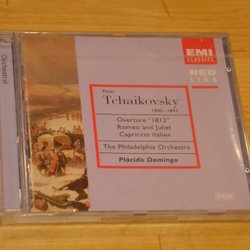 Orchestral
EMI
CLASSICS
RED
LINE
Peter
Tchaikovsky
1840 - 1893
Overture "1812"
Romeo and Juliet
Capriccio italien
The Philadelphia Orchestra
Plácido Domingo
DDD